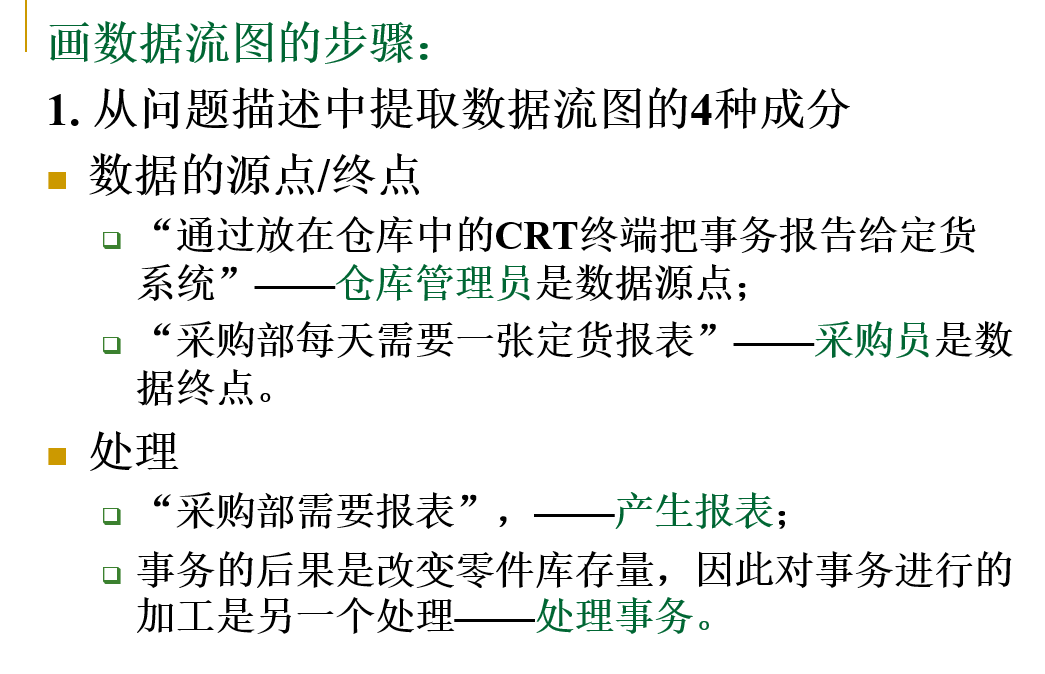 画数据流图的步骤：
1. 从问题描述中提取数据流图的4种成分
数据的源点/终点
“通过放在仓库中的CRT终端把事务报告给定货
系统”——仓库管理员是数据源点；
“采购部每天需要一张定货报表”——采购员是数
据终点。
处理
“采购部需要报表”，——产生报表；
事务的后果是改变零件库存量，因此对事务进行的
加工是另一个处理——处理事务。